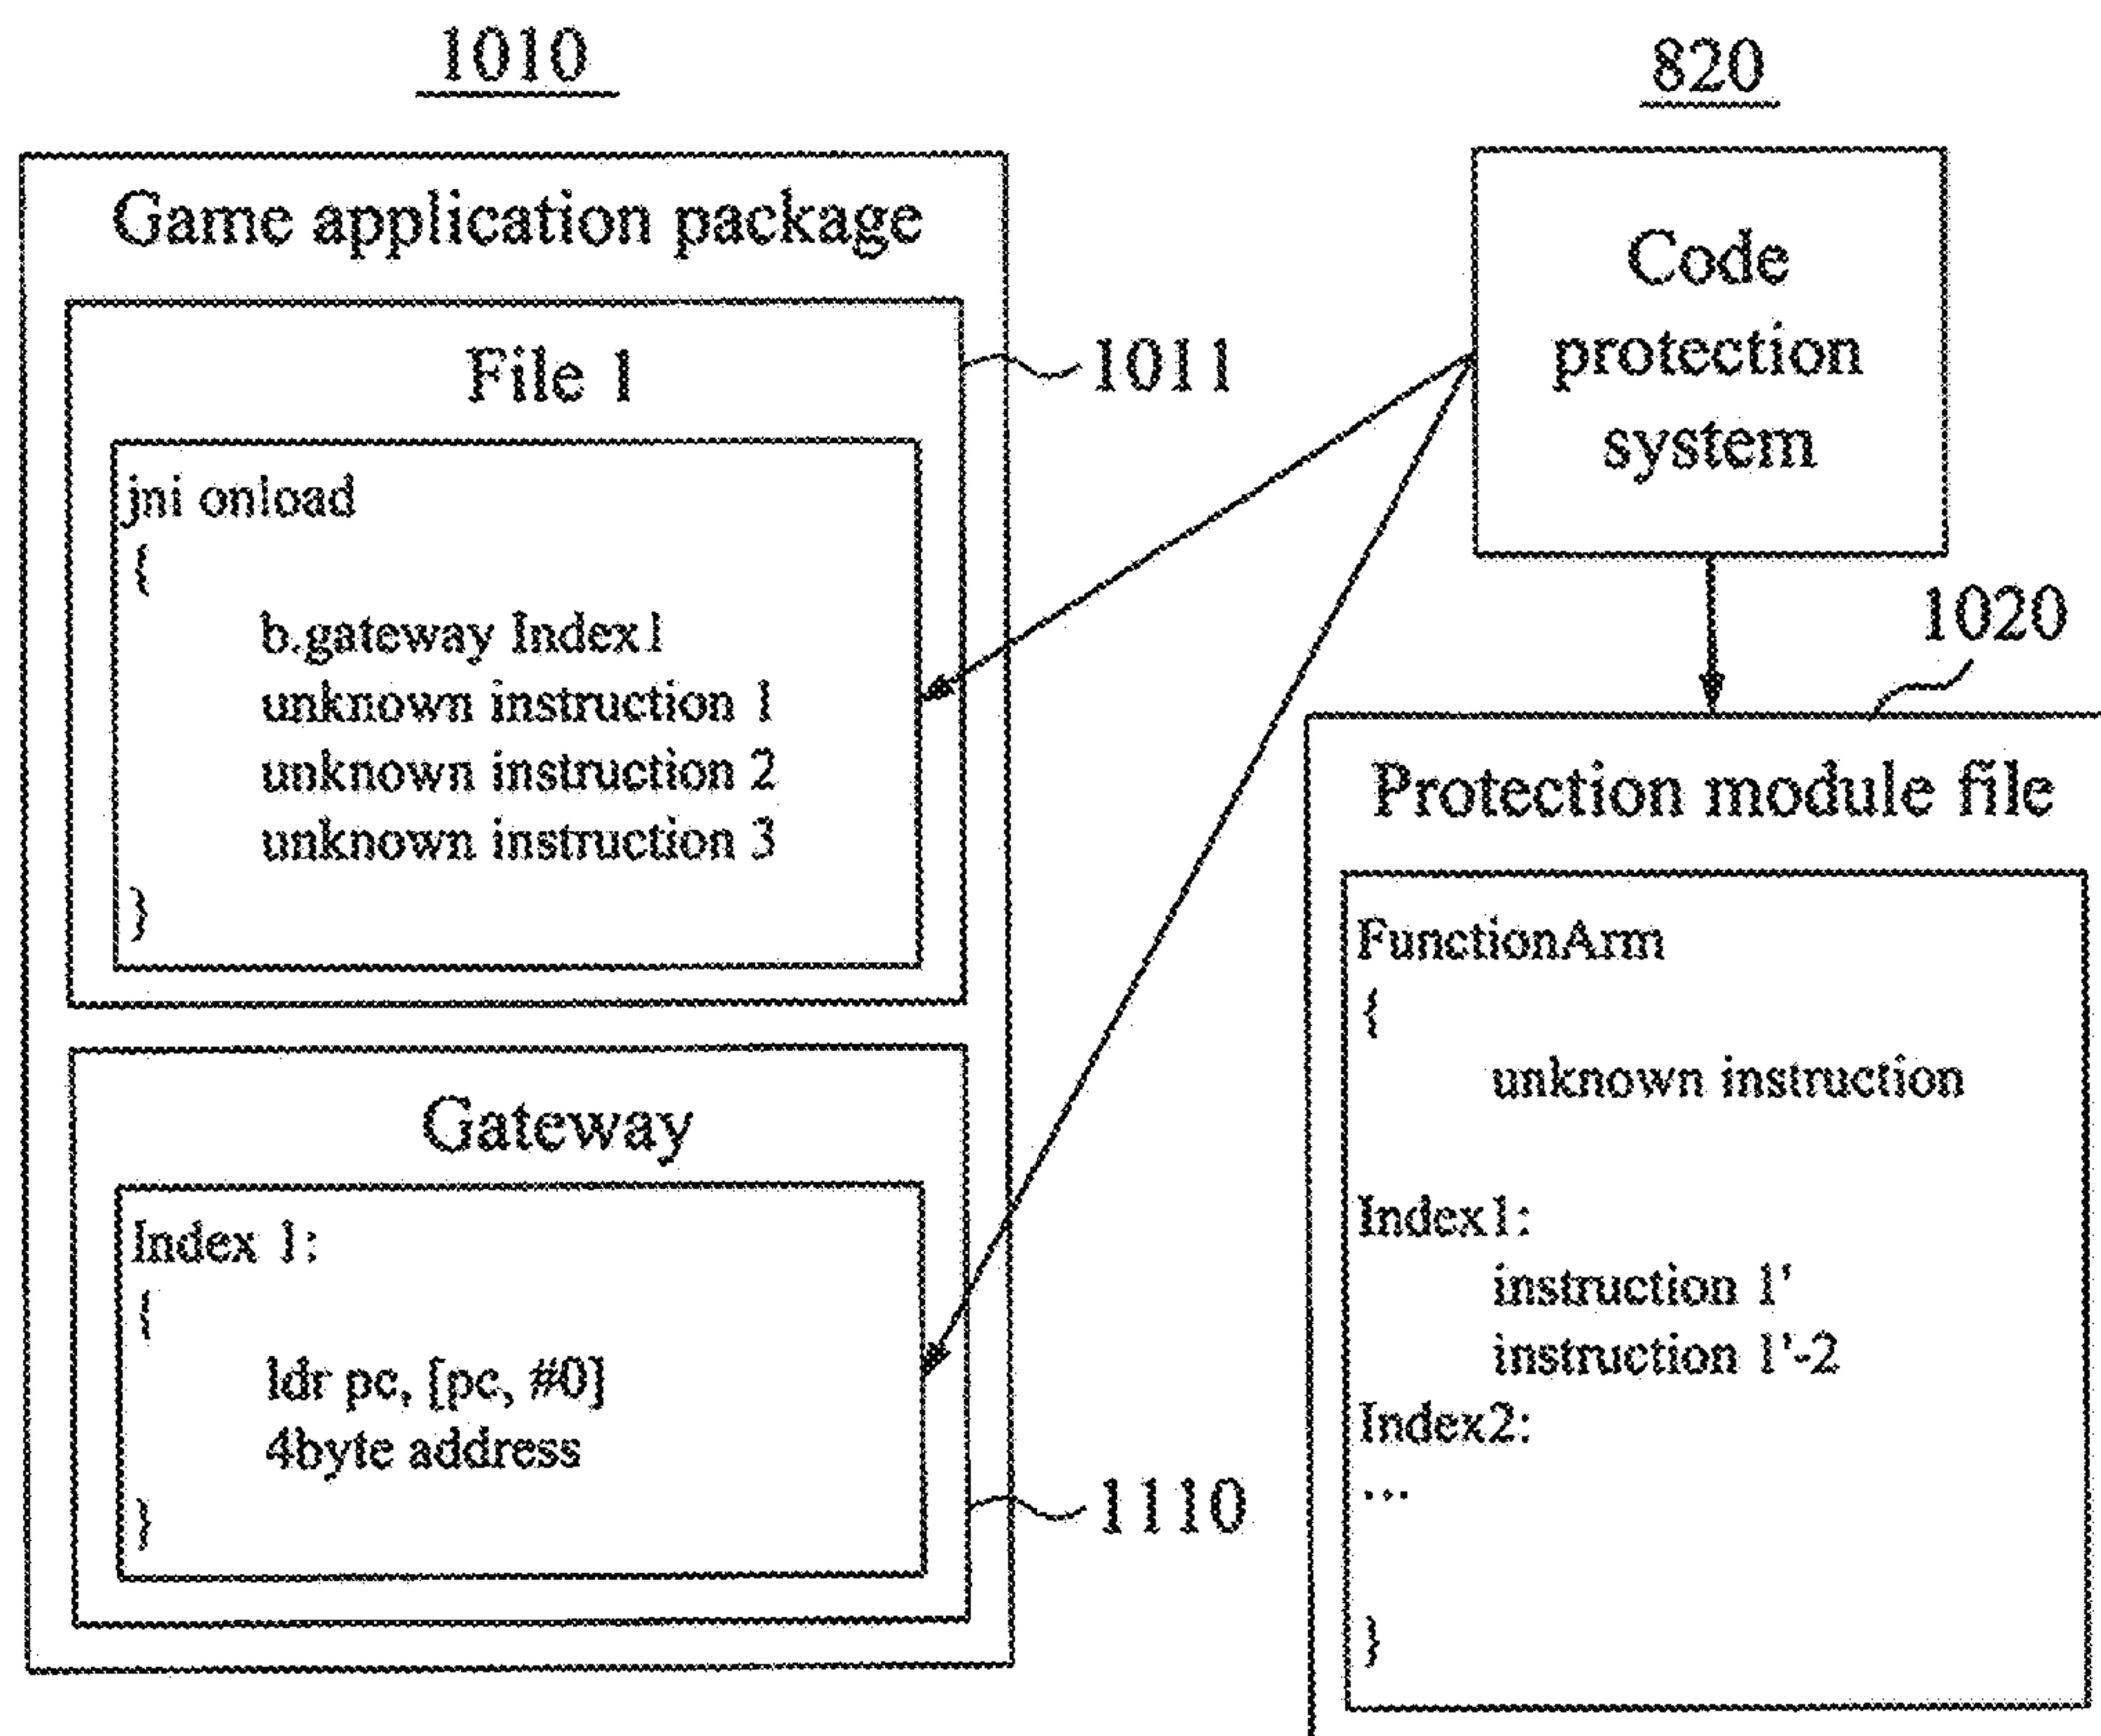 1010
Game application package
File 1
1011
jni onload
{
b.gateway Index1
unknown instruction 1
unknown instruction 2
unknown instruction 3
}
Gateway
Index 1:
{
ldr pc, [pc, #0]
4byte address
}
1110
820
Code
protection
system
1020
Protection module file
FunctionArm
{
unknown instruction
Index1:
instruction 1'
instruction 1'-2
Index2:
...
}